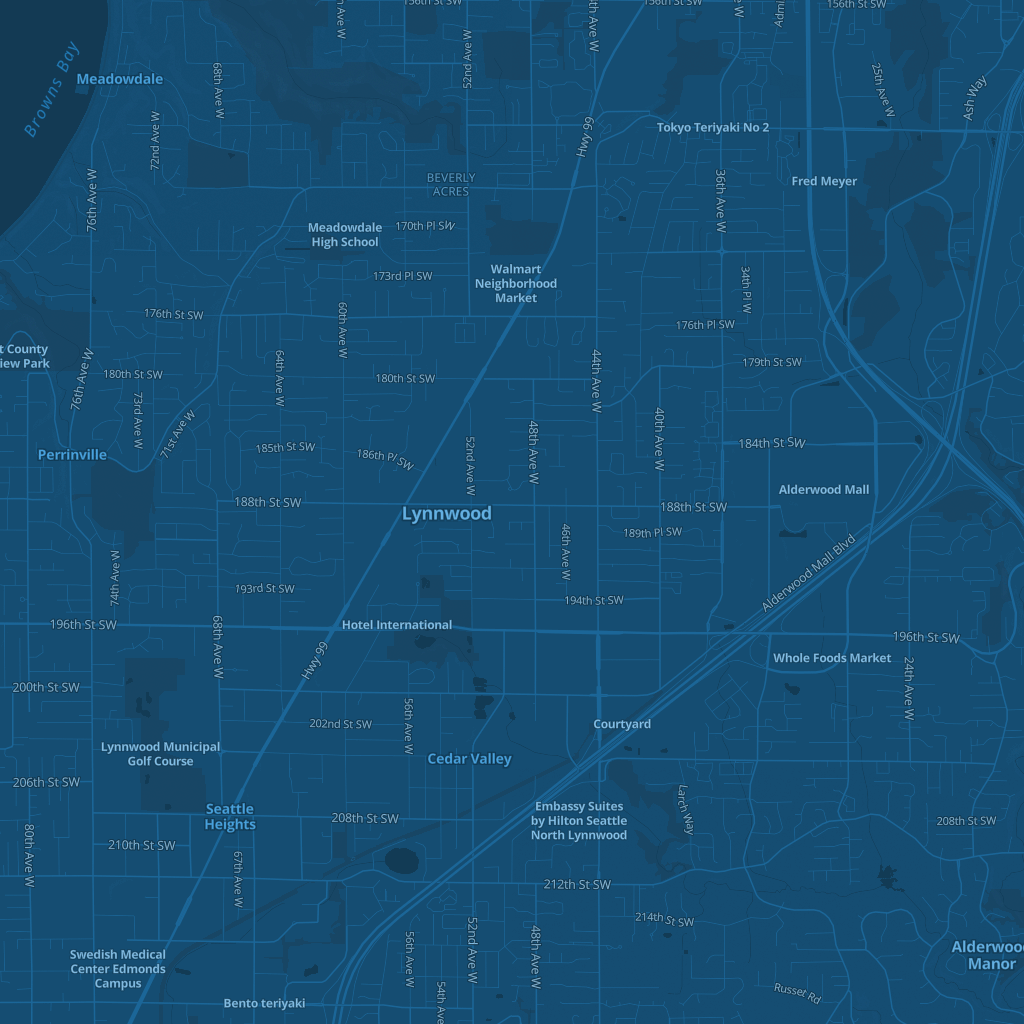 156th St SW
156th St SW
156th St SW
Browns Bay
Meadowdale
68th Ave W
72nd Ave W
52nd Ave W
Hwy 99
Tokyo Teriyaki No 2
25th Ave W
Ash Way
76th Ave W
BEVERLY
ACRES
36th Ave W
Fred Meyer
Meadowdale
High School
170th Pl SW
173rd Pl SW
Walmart
Neighborhood
Market
34th Pl W
176th St SW
60th Ave W
176th Pl SW
t County
iew Park
76th Ave W
180th St SW
64th Ave W
180th St SW
44th Ave W
179th St SW
73rd Ave W
71st Ave W
Perrinville
185th St SW
186th Pl SW
52nd Ave W
48th Ave W
40th Ave W
184th St SW
Alderwood Mall
188th St SW
Lynnwood
188th St SW
46th Ave W
189th Pl SW
Alderwood Mall Blvd
74th Ave W
193rd St SW
194th St SW
196th St SW
68th Ave W
Hotel International
196th St SW
Hwy 99
Whole Foods Market
200th St SW
24th Ave W
56th Ave W
202nd St SW
Courtyard
Lynnwood Municipal
Golf Course
Cedar Valley
206th St SW
Seattle
Heights
208th St SW
Embassy Suites
by Hilton Seattle
North Lynnwood
Larch Way
208th St SW
80th Ave W
210th St SW
67th Ave W
212th St SW
214th St SW
56th Ave W
52nd Ave W
48th Ave W
Swedish Medical
Center Edmonds
Campus
Alderwoo
Manor
54th Ave W
Bento teriyaki
Russet Rd